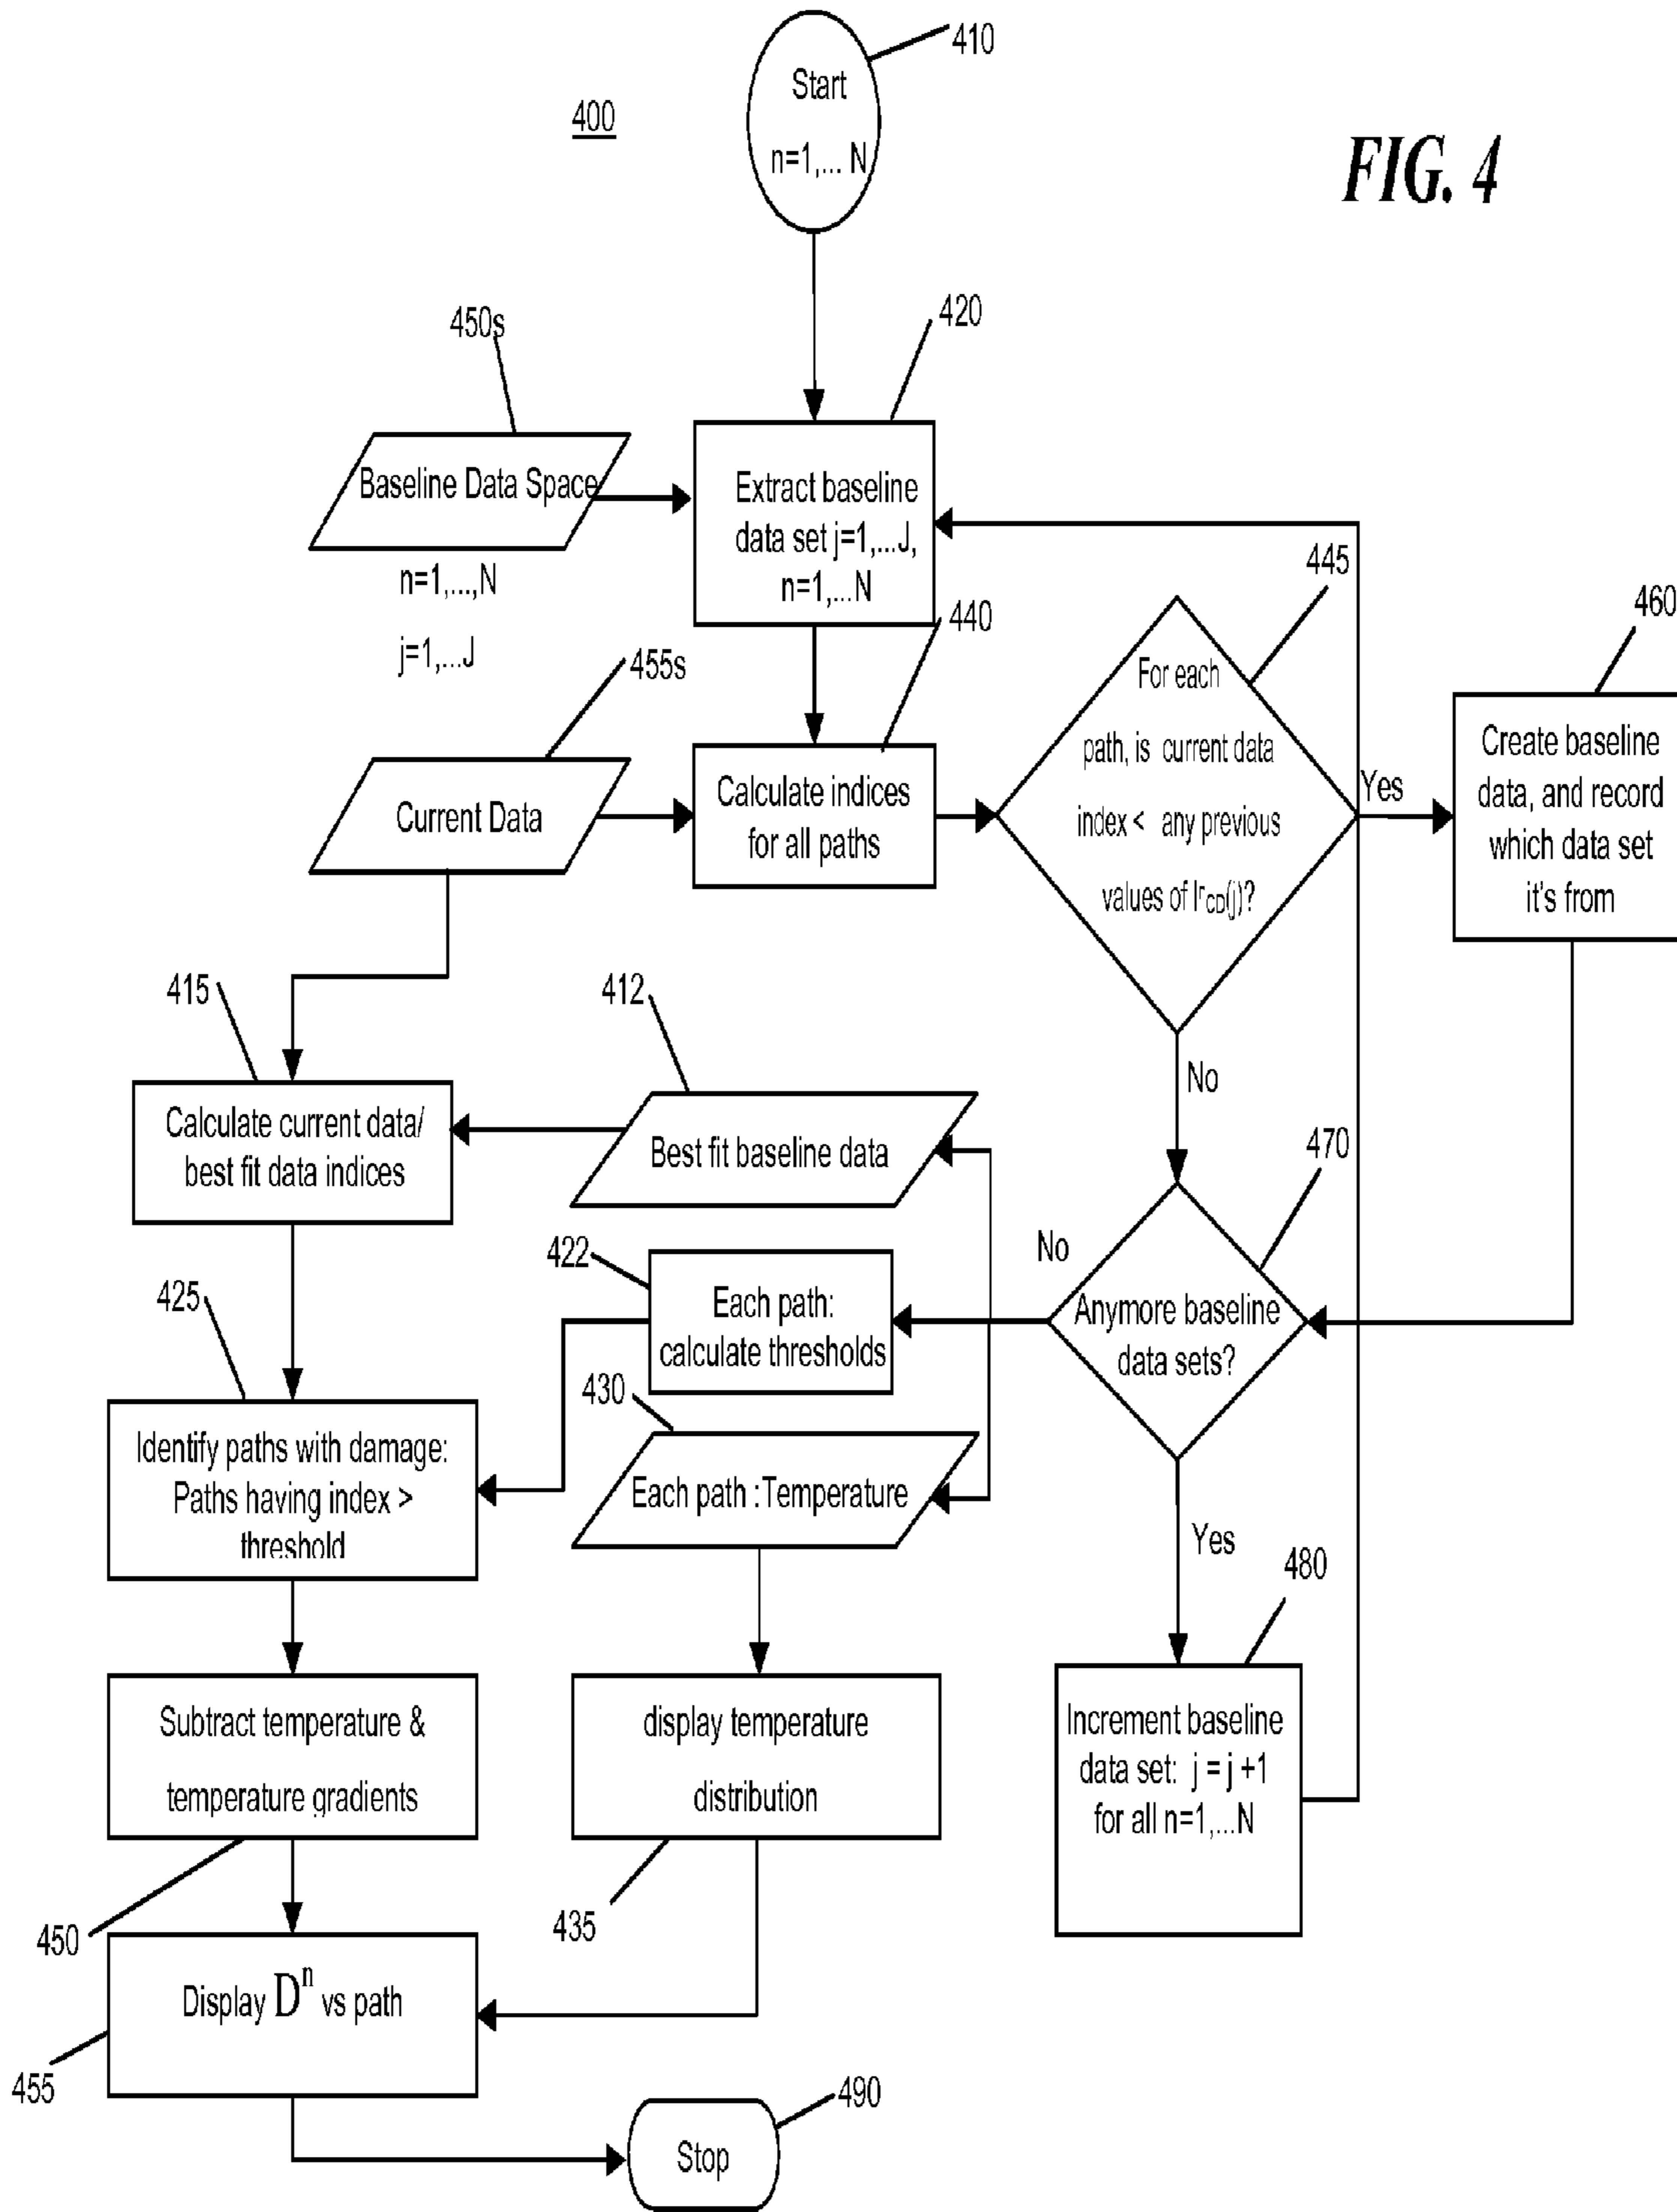 410
Start
n=1,... N
400
FIG. 4
450s
420
Baseline Data Space
n=1,...,N
j=1,...J
Extract baseline
data set j=1,...J,
n=1,...N
445
440
455s
460
For each
path, is current data
index < any previous
values of Iⁿ_CD(j)?
Current Data
Calculate indices
for all paths
Yes
Create baseline
data, and record
which data set
it's from
415
412
No
Calculate current data/
best fit data indices
Best fit baseline data
470
422
No
Each path:
calculate thresholds
Anymore baseline
data sets?
425
430
Identify paths with damage:
Paths having index >
threshold
Each path :Temperature
Yes
480
Subtract temperature &
temperature gradients
display temperature
distribution
Increment baseline
data set: j = j +1
for all n=1,...N
450
435
Display Dⁿ vs path
455
490
Stop